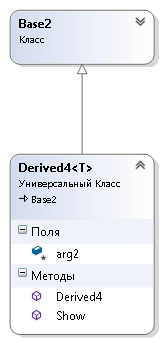 Base2
Класс
Derived4<T>
Универсальный Класс
Base2
Поля
arg2
Методы
Derived4
Show